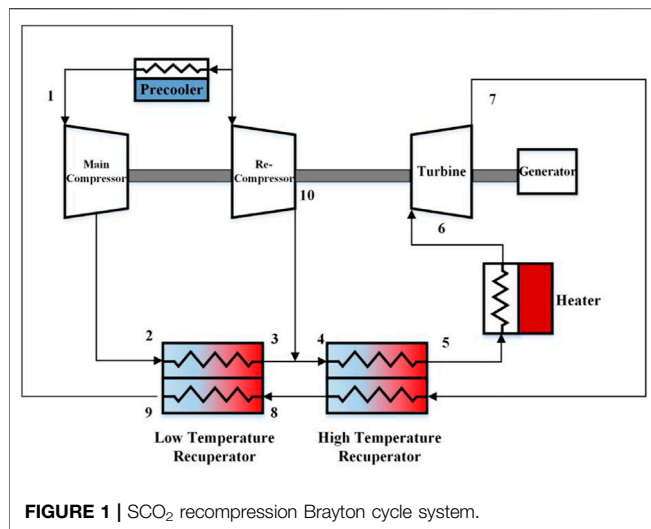 7
1
Precooler
Main
Compressor
Re-
Compressor
Turbine
Generator
10
6
Heater
2
3
4
5
9
8
Low Temperature
Recuperator
High Temperature
Recuperator
FIGURE 1 | SCO₂ recompression Brayton cycle system.